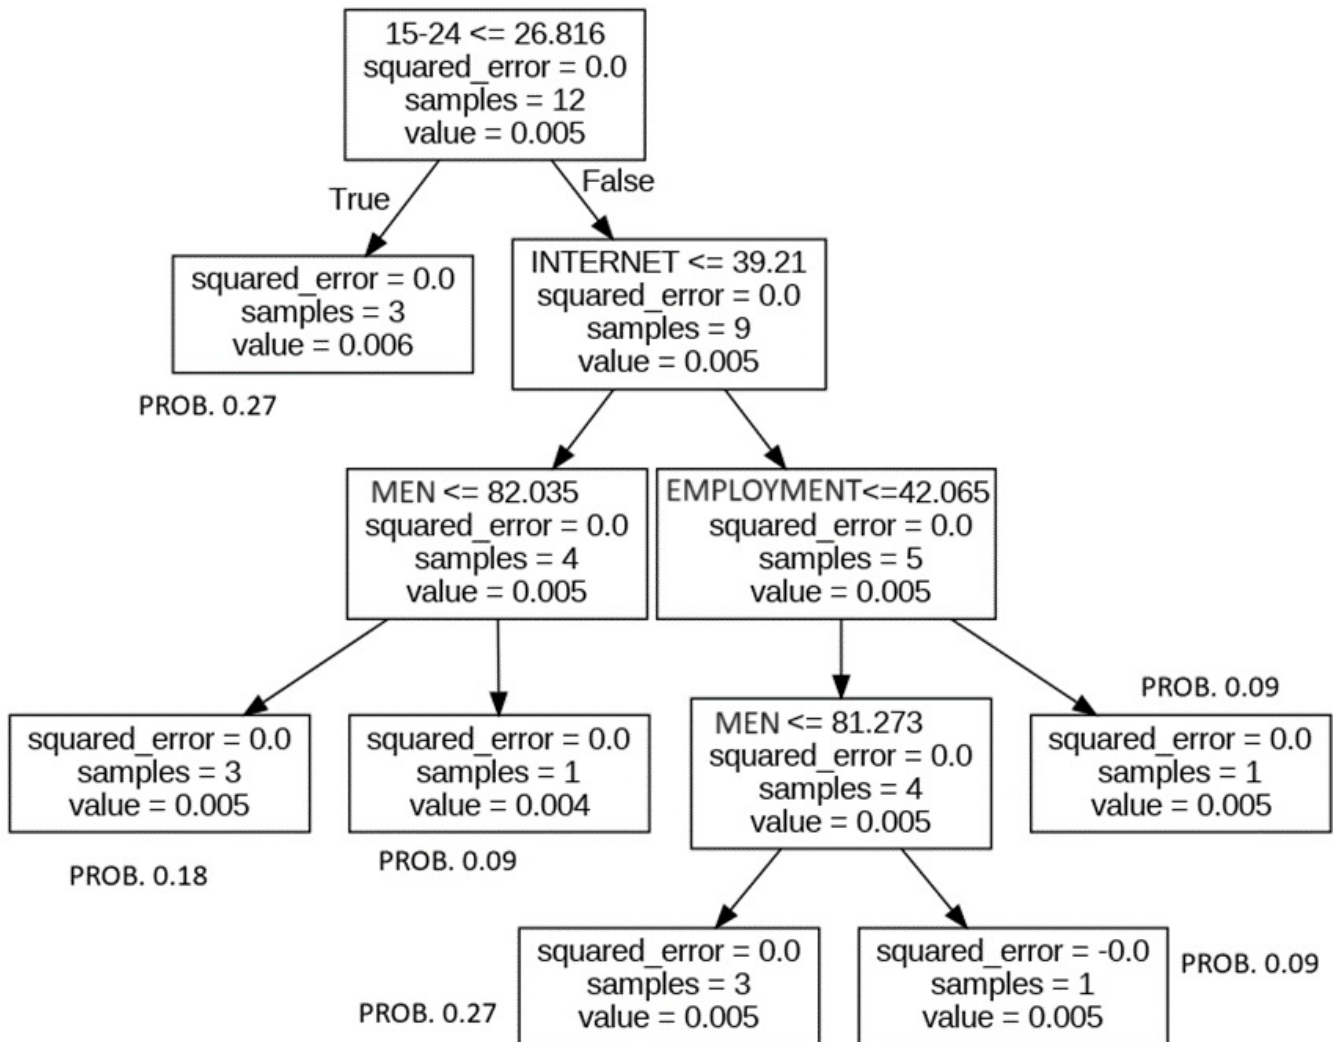 15-24 <= 26.816
squared_error = 0.0
samples = 12
value = 0.005
True
False
squared_error = 0.0
samples = 3
value = 0.006
PROB. 0.27
INTERNET <= 39.21
squared_error = 0.0
samples = 9
value = 0.005
MEN <= 82.035
squared_error = 0.0
samples = 4
value = 0.005
EMPLOYMENT<=42.065
squared_error = 0.0
samples = 5
value = 0.005
squared_error = 0.0
samples = 3
value = 0.005
PROB. 0.18
squared_error = 0.0
samples = 1
value = 0.004
PROB. 0.09
MEN <= 81.273
squared_error = 0.0
samples = 4
value = 0.005
PROB. 0.09
squared_error = 0.0
samples = 1
value = 0.005
squared_error = 0.0
samples = 3
value = 0.005
PROB. 0.27
squared_error = -0.0
samples = 1
value = 0.005
PROB. 0.09